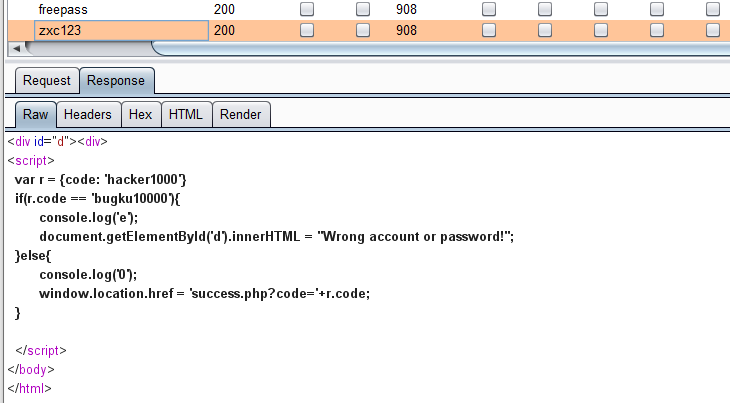 freepass 200 908
zxc123 200 908
Request Response
Raw Headers Hex HTML Render
<div id="d"><div>
<script>
var r = {code: 'hacker1000'}
if(r.code == 'bugku10000'){
console.log('e');
document.getElementById('d').innerHTML = "Wrong account or password!";
}else{
console.log('0');
window.location.href = 'success.php?code='+r.code;
}
</script>
</body>
</html>